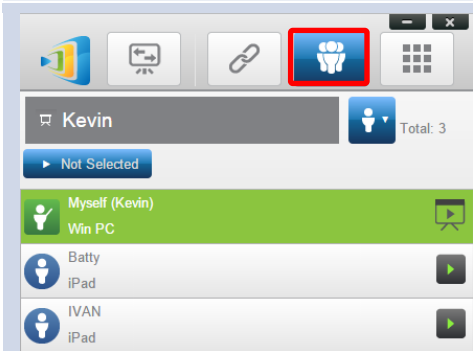 Kevin
Total: 3
Not Selected
Myself (Kevin)
Win PC
Batty
iPad
IVAN
iPad